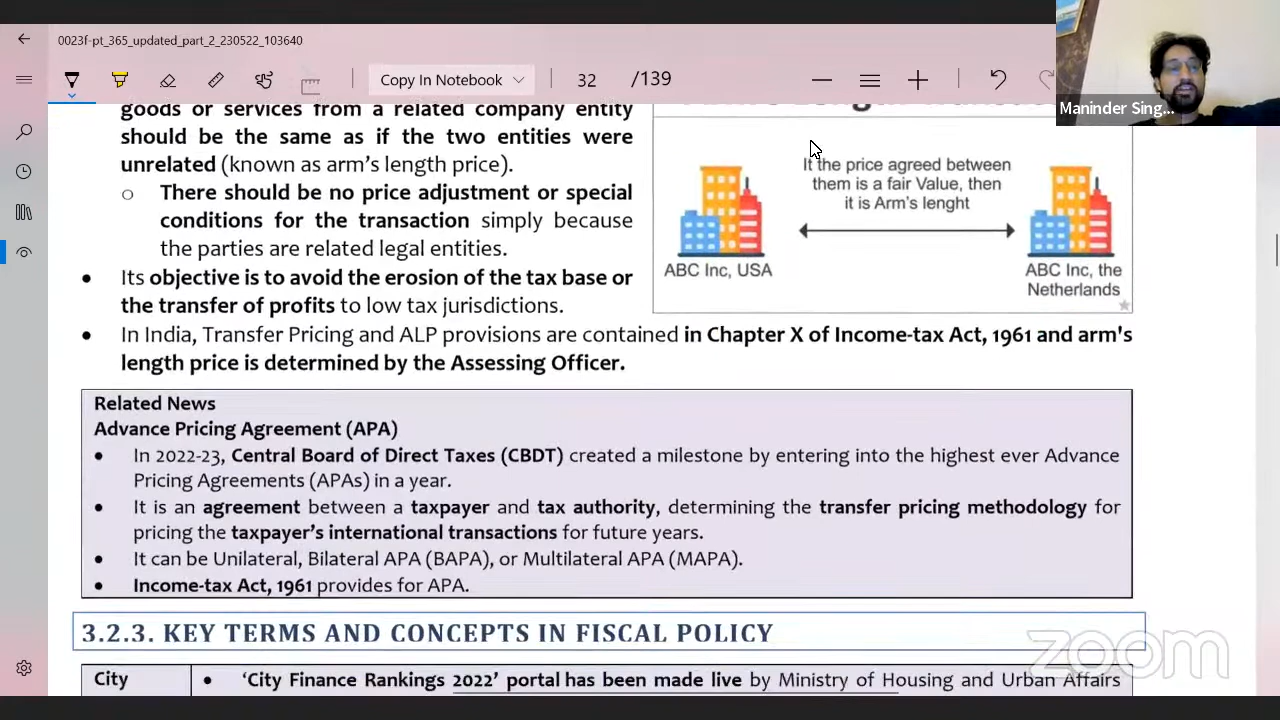 0023f-pt_365_updated_part_2_230522_103640
Copy In Notebook
32 /139
Maninder Sing...
goods or services from a related company entity
should be the same as if the two entities were
unrelated (known as arm's length price).
o There should be no price adjustment or special
conditions for the transaction simply because
the parties are related legal entities.
• Its objective is to avoid the erosion of the tax base or
the transfer of profits to low tax jurisdictions.
It the price agreed between
them is a fair Value, then
it is Arm's lenght
ABC Inc, USA
ABC Inc, the
Netherlands
• In India, Transfer Pricing and ALP provisions are contained in Chapter X of Income-tax Act, 1961 and arm's
length price is determined by the Assessing Officer.
Related News
Advance Pricing Agreement (APA)
• In 2022-23, Central Board of Direct Taxes (CBDT) created a milestone by entering into the highest ever Advance
Pricing Agreements (APAs) in a year.
• It is an agreement between a taxpayer and tax authority, determining the transfer pricing methodology for
pricing the taxpayer's international transactions for future years.
• It can be Unilateral, Bilateral APA (BAPA), or Multilateral APA (MAPA).
• Income-tax Act, 1961 provides for APA.
3.2.3. KEY TERMS AND CONCEPTS IN FISCAL POLICY
zoom
City • 'City Finance Rankings 2022' portal has been made live by Ministry of Housing and Urban Affairs